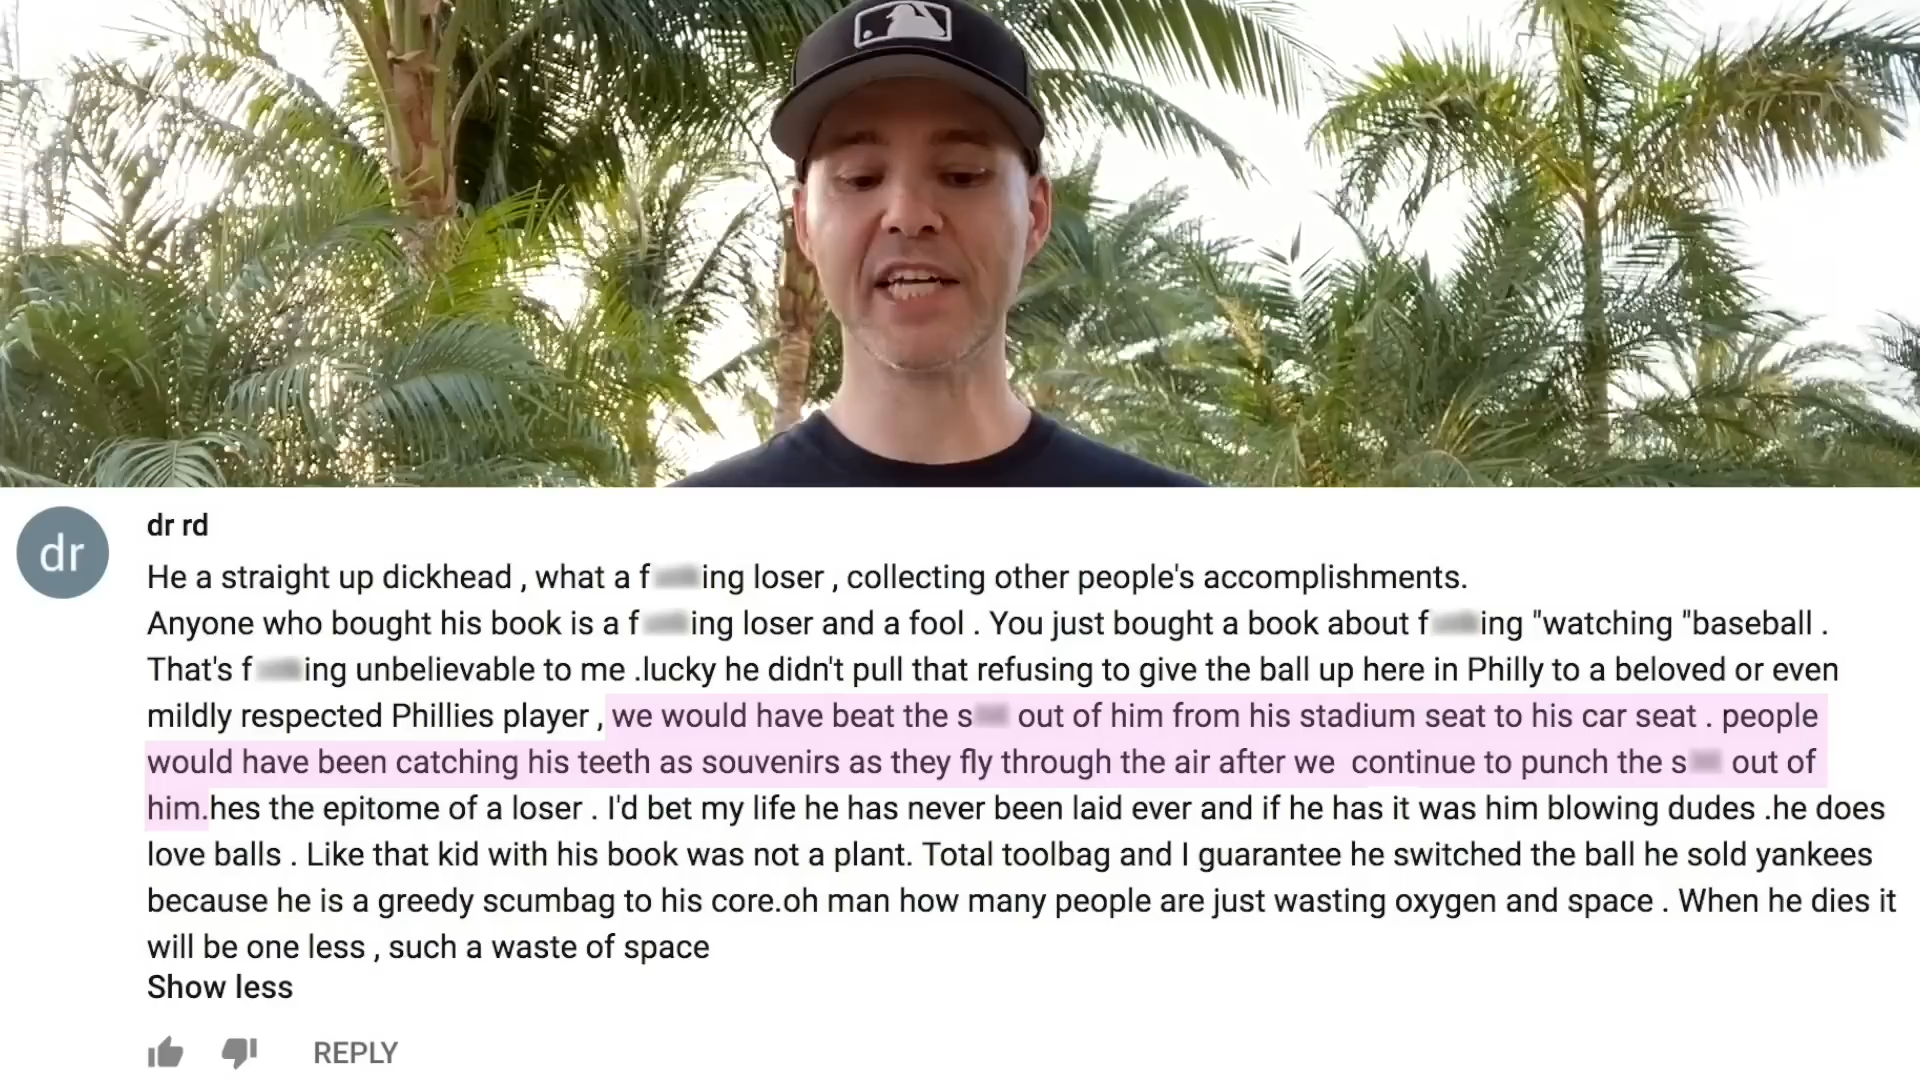 dr
dr rd
He a straight up dickhead , what a f ing loser , collecting other people's accomplishments.
Anyone who bought his book is a f ing loser and a fool . You just bought a book about f ing "watching "baseball .
That's f ing unbelievable to me .lucky he didn't pull that refusing to give the ball up here in Philly to a beloved or even
mildly respected Phillies player , we would have beat the s out of him from his stadium seat to his car seat . people
would have been catching his teeth as souvenirs as they fly through the air after we continue to punch the s out of
him.hes the epitome of a loser . I'd bet my life he has never been laid ever and if he has it was him blowing dudes .he does
love balls . Like that kid with his book was not a plant. Total toolbag and I guarantee he switched the ball he sold yankees
because he is a greedy scumbag to his core.oh man how many people are just wasting oxygen and space . When he dies it
will be one less , such a waste of space
Show less
REPLY